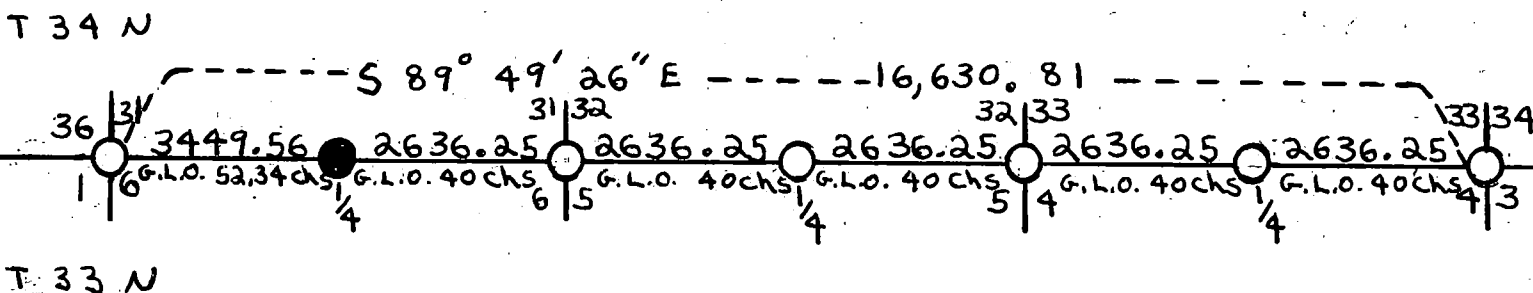 T 34 N
S 89° 49' 26" E 16,630.81
36 31 31 32 32 33 33 34
3449.56 2636.25 2636.25 2636.25 2636.25 2636.25
1 6 G.L.O. 52,34 chs G.L.O. 40 chs 6 5 G.L.O. 40 chs G.L.O. 40 chs 5 4 G.L.O. 40 chs G.L.O. 40 chs 4 3
1/4 1/4 1/4
T 33 N